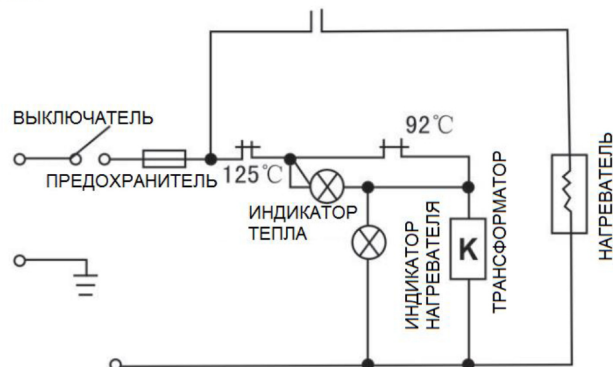 ВЫКЛЮЧАТЕЛЬ
ПРЕДОХРАНИТЕЛЬ
125℃
92℃
ИНДИКАТОР
ТЕПЛА
ИНДИКАТОР
НАГРЕВАТЕЛЯ
K
ТРАНСФОРМАТОР
НАГРЕВАТЕЛЬ